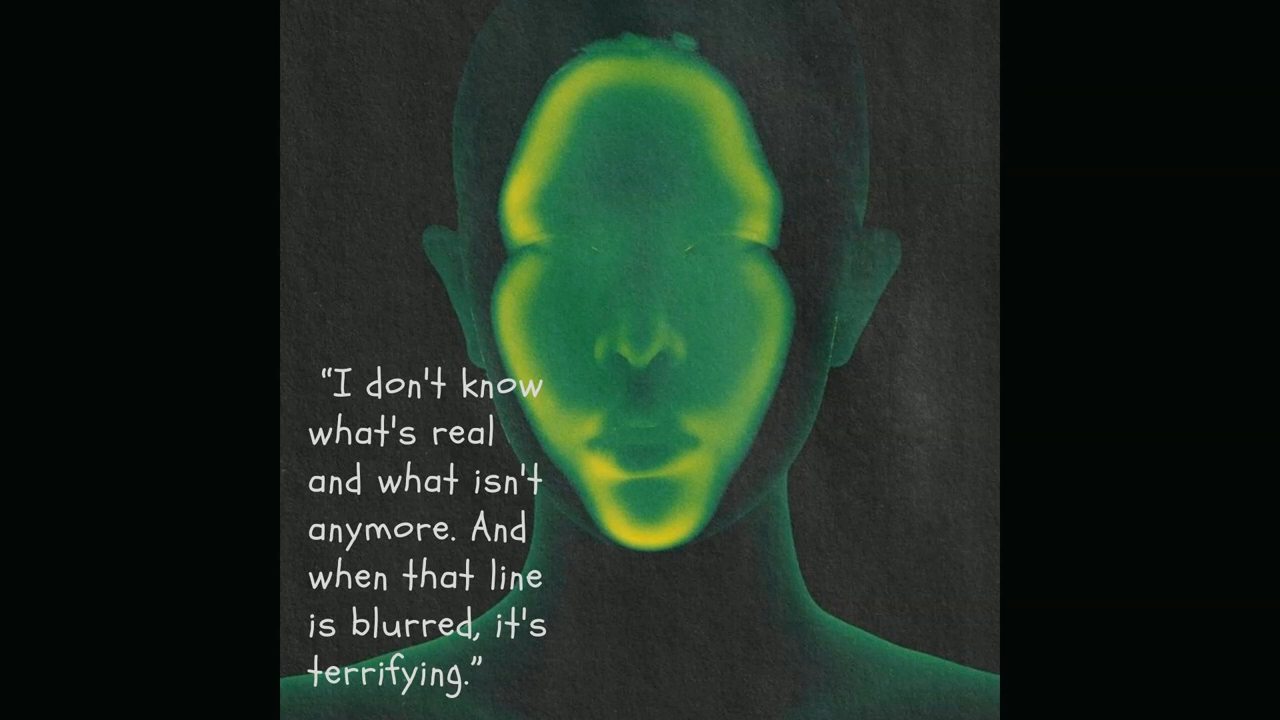 “I don't know
what's real
and what isn't
anymore. And
when that line
is blurred, it's
terrifying.”